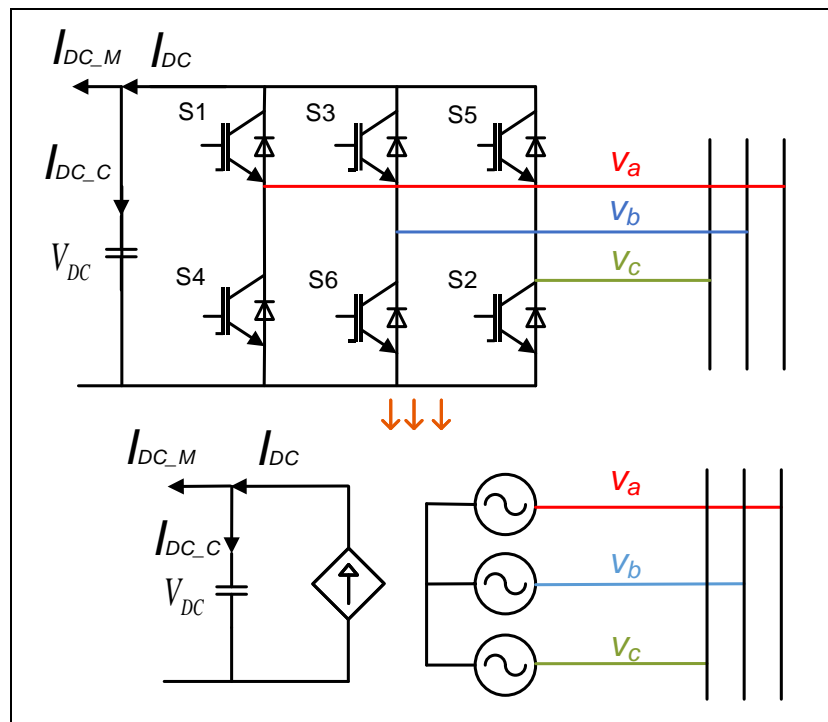 I_DC_M
I_DC
S1
S3
S5
v_a
I_DC_C
v_b
V_DC
v_c
S4
S6
S2
I_DC_M
I_DC
v_a
I_DC_C
v_b
V_DC
v_c